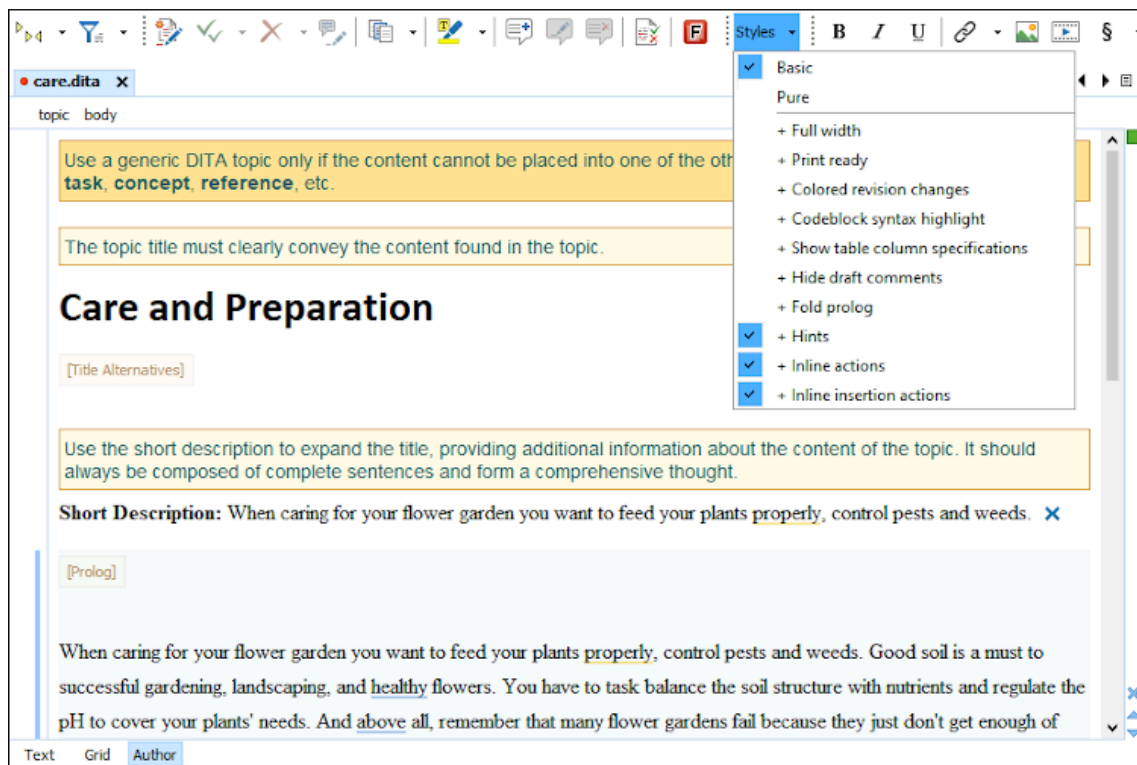 F Styles B I U §
care.dita
topic body
Basic
Pure
+ Full width
+ Print ready
+ Colored revision changes
+ Codeblock syntax highlight
+ Show table column specifications
+ Hide draft comments
+ Fold prolog
+ Hints
+ Inline actions
+ Inline insertion actions
Use a generic DITA topic only if the content cannot be placed into one of the oth
task, concept, reference, etc.
The topic title must clearly convey the content found in the topic.
Care and Preparation
[Title Alternatives]
Use the short description to expand the title, providing additional information about the content of the topic. It should
always be composed of complete sentences and form a comprehensive thought.
Short Description: When caring for your flower garden you want to feed your plants properly, control pests and weeds.
[Prolog]
When caring for your flower garden you want to feed your plants properly, control pests and weeds. Good soil is a must to
successful gardening, landscaping, and healthy flowers. You have to task balance the soil structure with nutrients and regulate the
pH to cover your plants' needs. And above all, remember that many flower gardens fail because they just don't get enough of
Text Grid Author